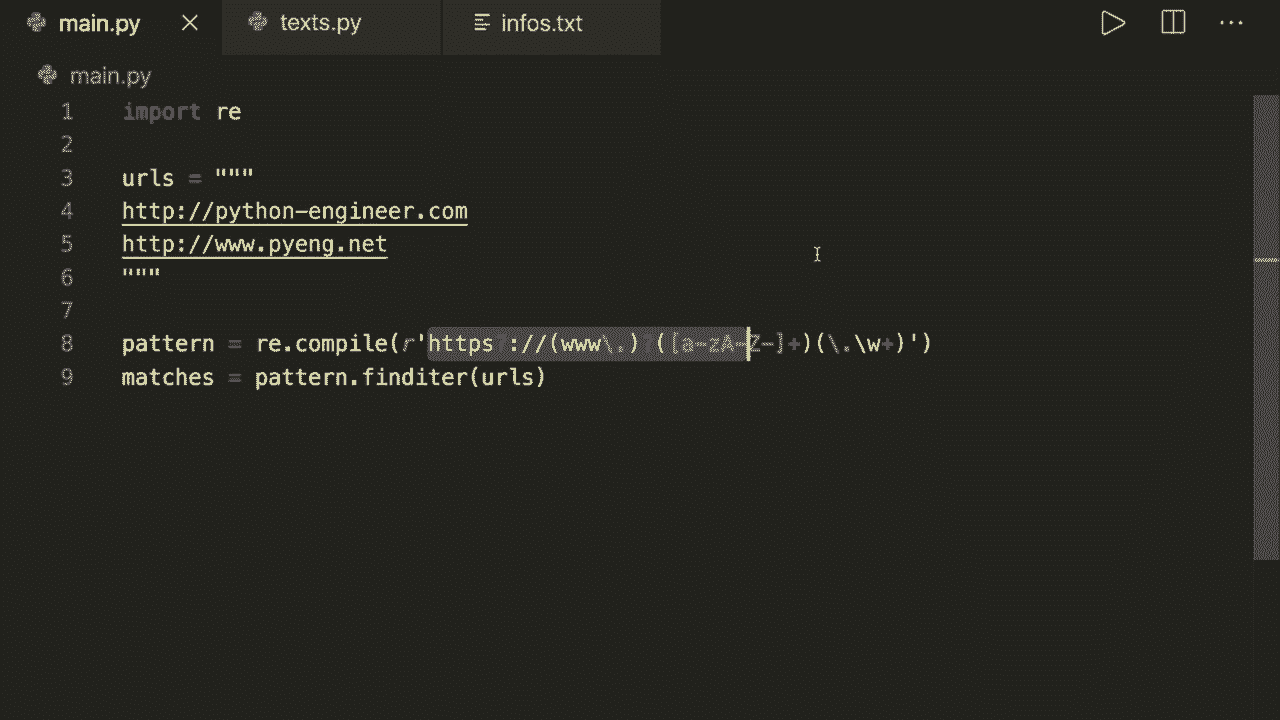 main.py
texts.py
infos.txt
main.py
1 import re
2
3 urls = """
4 http://python-engineer.com
5 http://www.pyeng.net
6 """
7
8 pattern = re.compile(r'https?://(www\.)?([a-zA-Z-]+)(\.\w+)')
9 matches = pattern.finditer(urls)